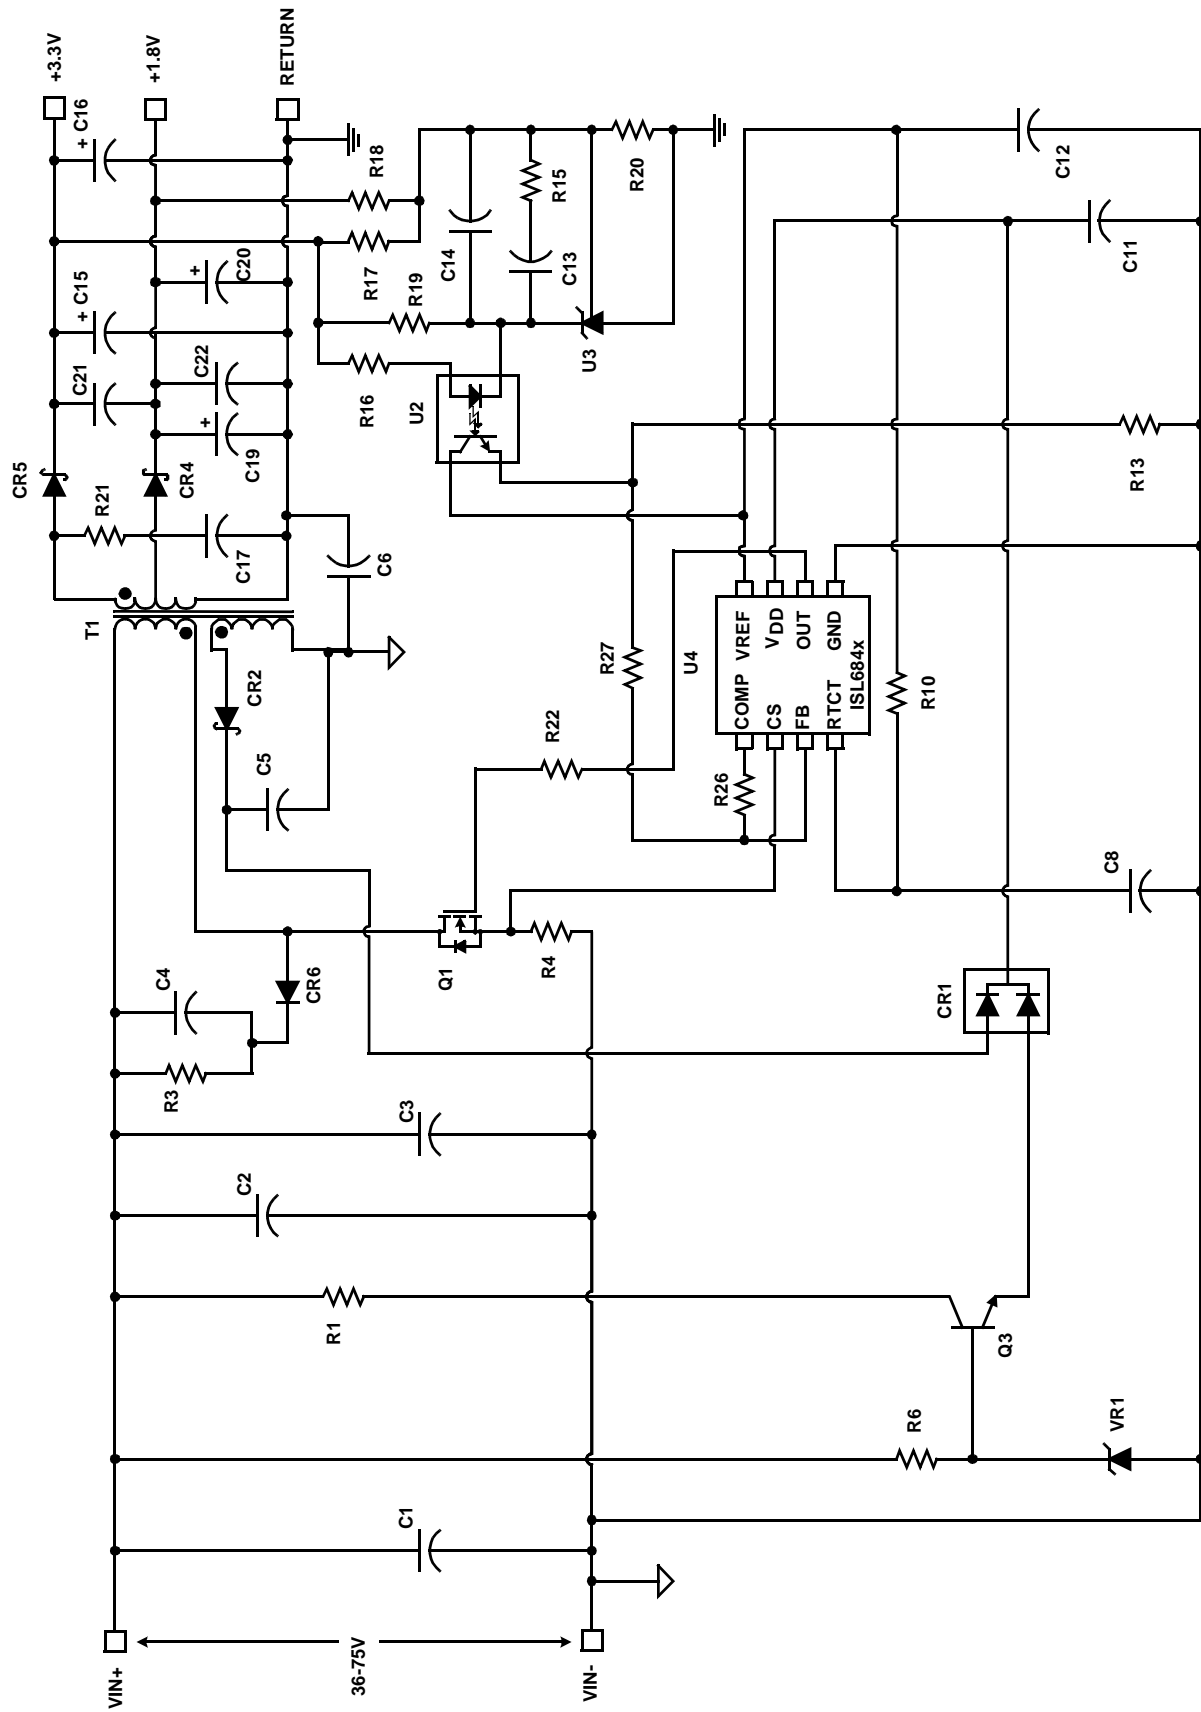 CR5
R21
CR4
C17
C21
C15
+
C22
C19
+
C20
+
C16
+
+3.3V
+1.8V
RETURN
T1
C6
R16
R19
R17
R18
U2
C14
C13
R15
U3
R20
CR2
C5
R22
R27
U4
COMP
CS
FB
RTCT
VREF
VDD
OUT
GND
ISL684x
R26
R10
R13
C12
C11
C8
C4
R3
CR6
Q1
R4
CR1
C3
C2
R1
Q3
R6
VR1
C1
VIN+
36-75V
VIN-